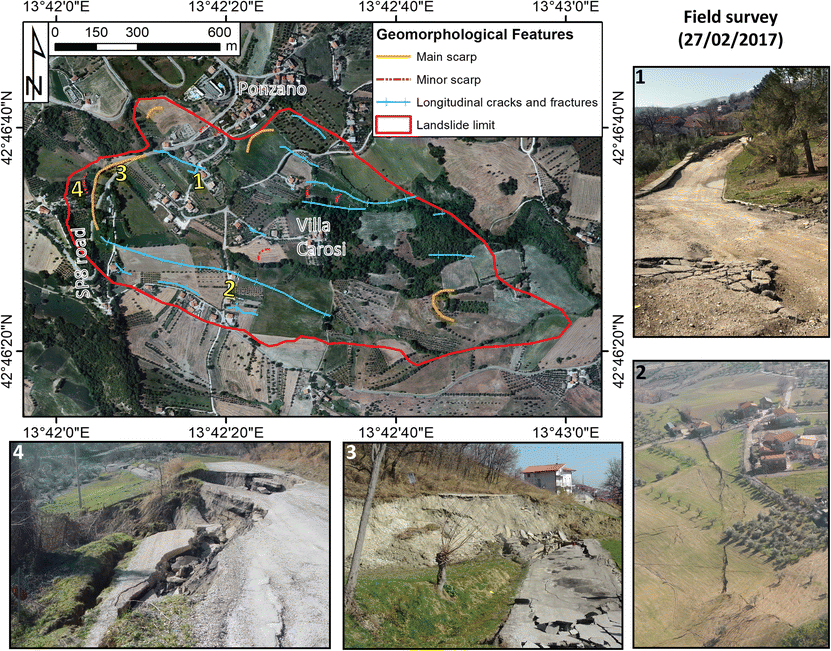 13°42'0"E
13°42'20"E
13°42'40"E
13°43'0"E
Field survey
(27/02/2017)
0 150 300 600
m
N
Geomorphological Features
Main scarp
Minor scarp
Longitudinal cracks and fractures
Landslide limit
Ponzano
42°46'40"N
42°46'40"N
1
4
3
1
Villa
Carosi
SP8 road
2
42°46'20"N
42°46'20"N
2
13°42'0"E
13°42'20"E
13°42'40"E
13°43'0"E
4
3